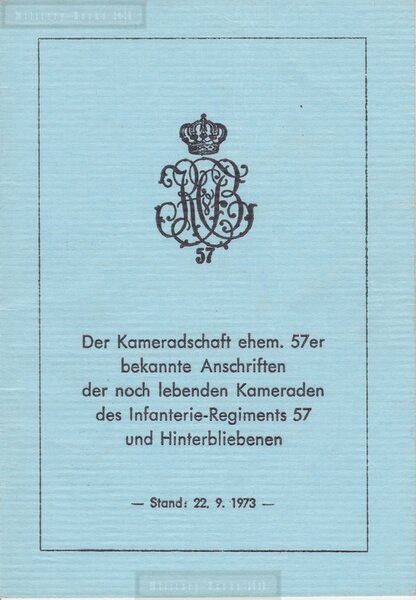 57
Der Kameradschaft ehem. 57er
bekannte Anschriften
der noch lebenden Kameraden
des Infanterie-Regiments 57
und Hinterbliebenen
— Stand: 22. 9. 1973 —